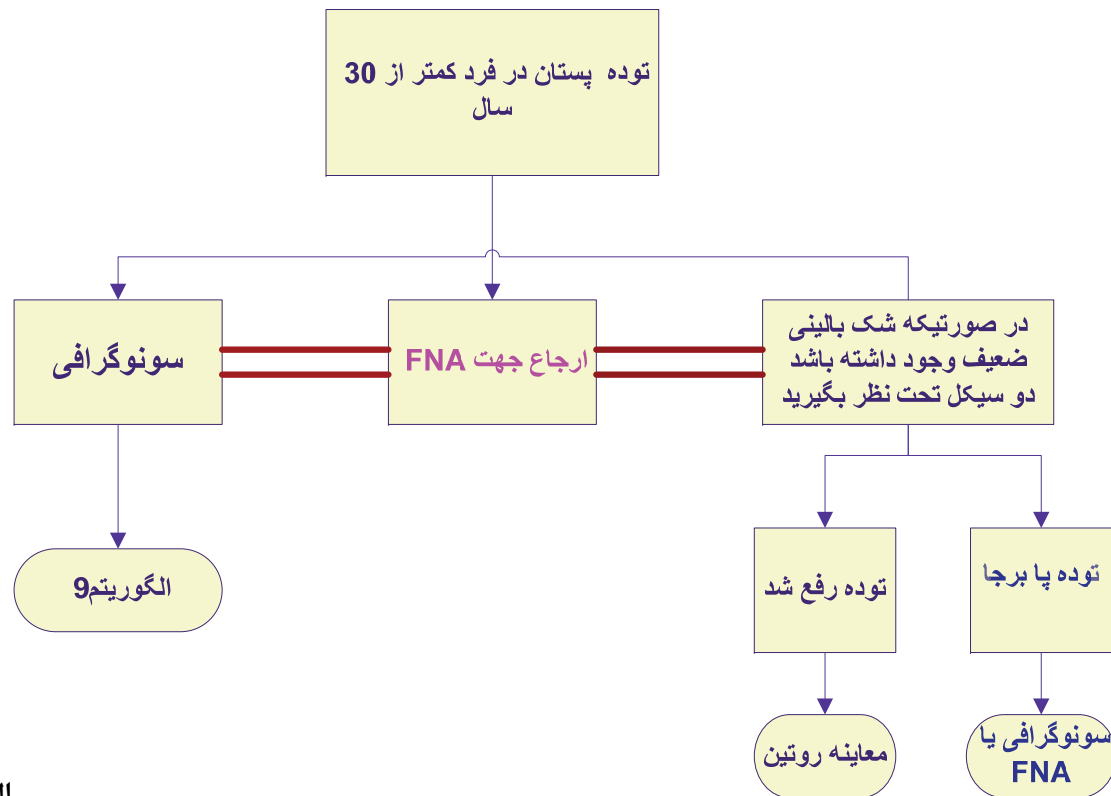 توده پستان در فرد کمتر از 30
سال
در صورتیکه شک بالینی
ضعیف وجود داشته باشد
دو سیکل تحت نظر بگیرید
ارجاع جهت FNA
سونوگرافی
توده پا برجا
توده رفع شد
الگوریتم9
سونوگرافی یا
FNA
معاینه روتین